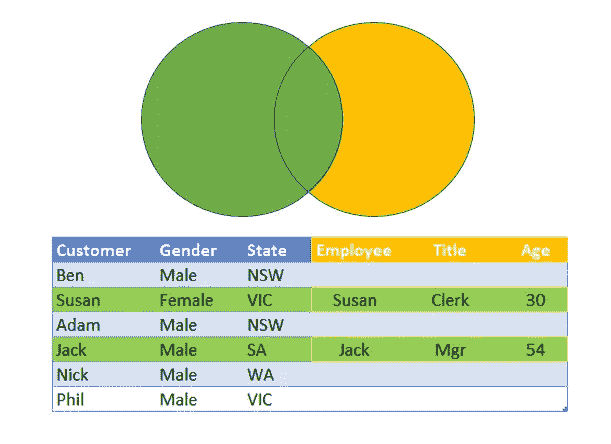 Customer Gender State Employee Title Age
Ben Male NSW
Susan Female VIC Susan Clerk 30
Adam Male NSW
Jack Male SA Jack Mgr 54
Nick Male WA
Phil Male VIC